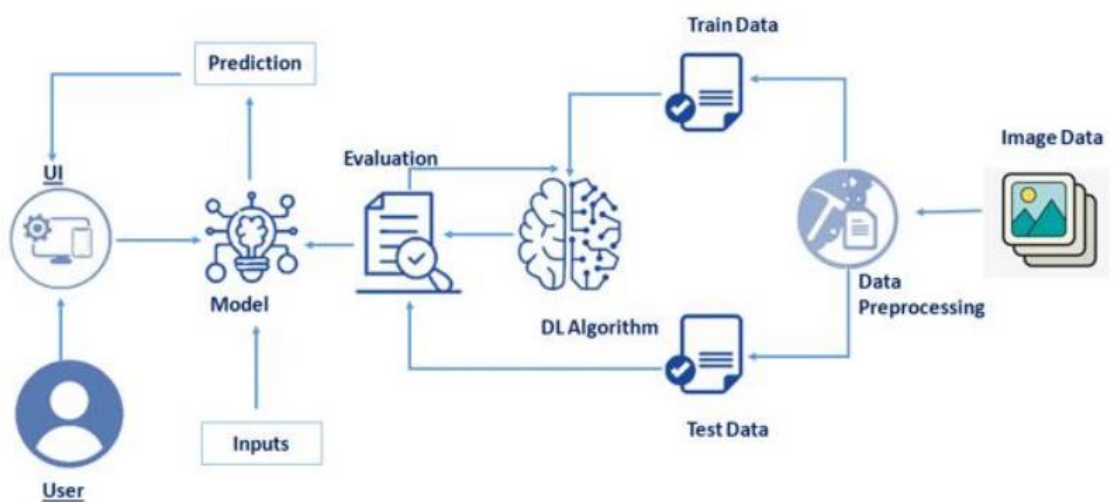 Train Data
Prediction
Image Data
Evaluation
UI
Model
Data
Preprocessing
DL Algorithm
Inputs
Test Data
User